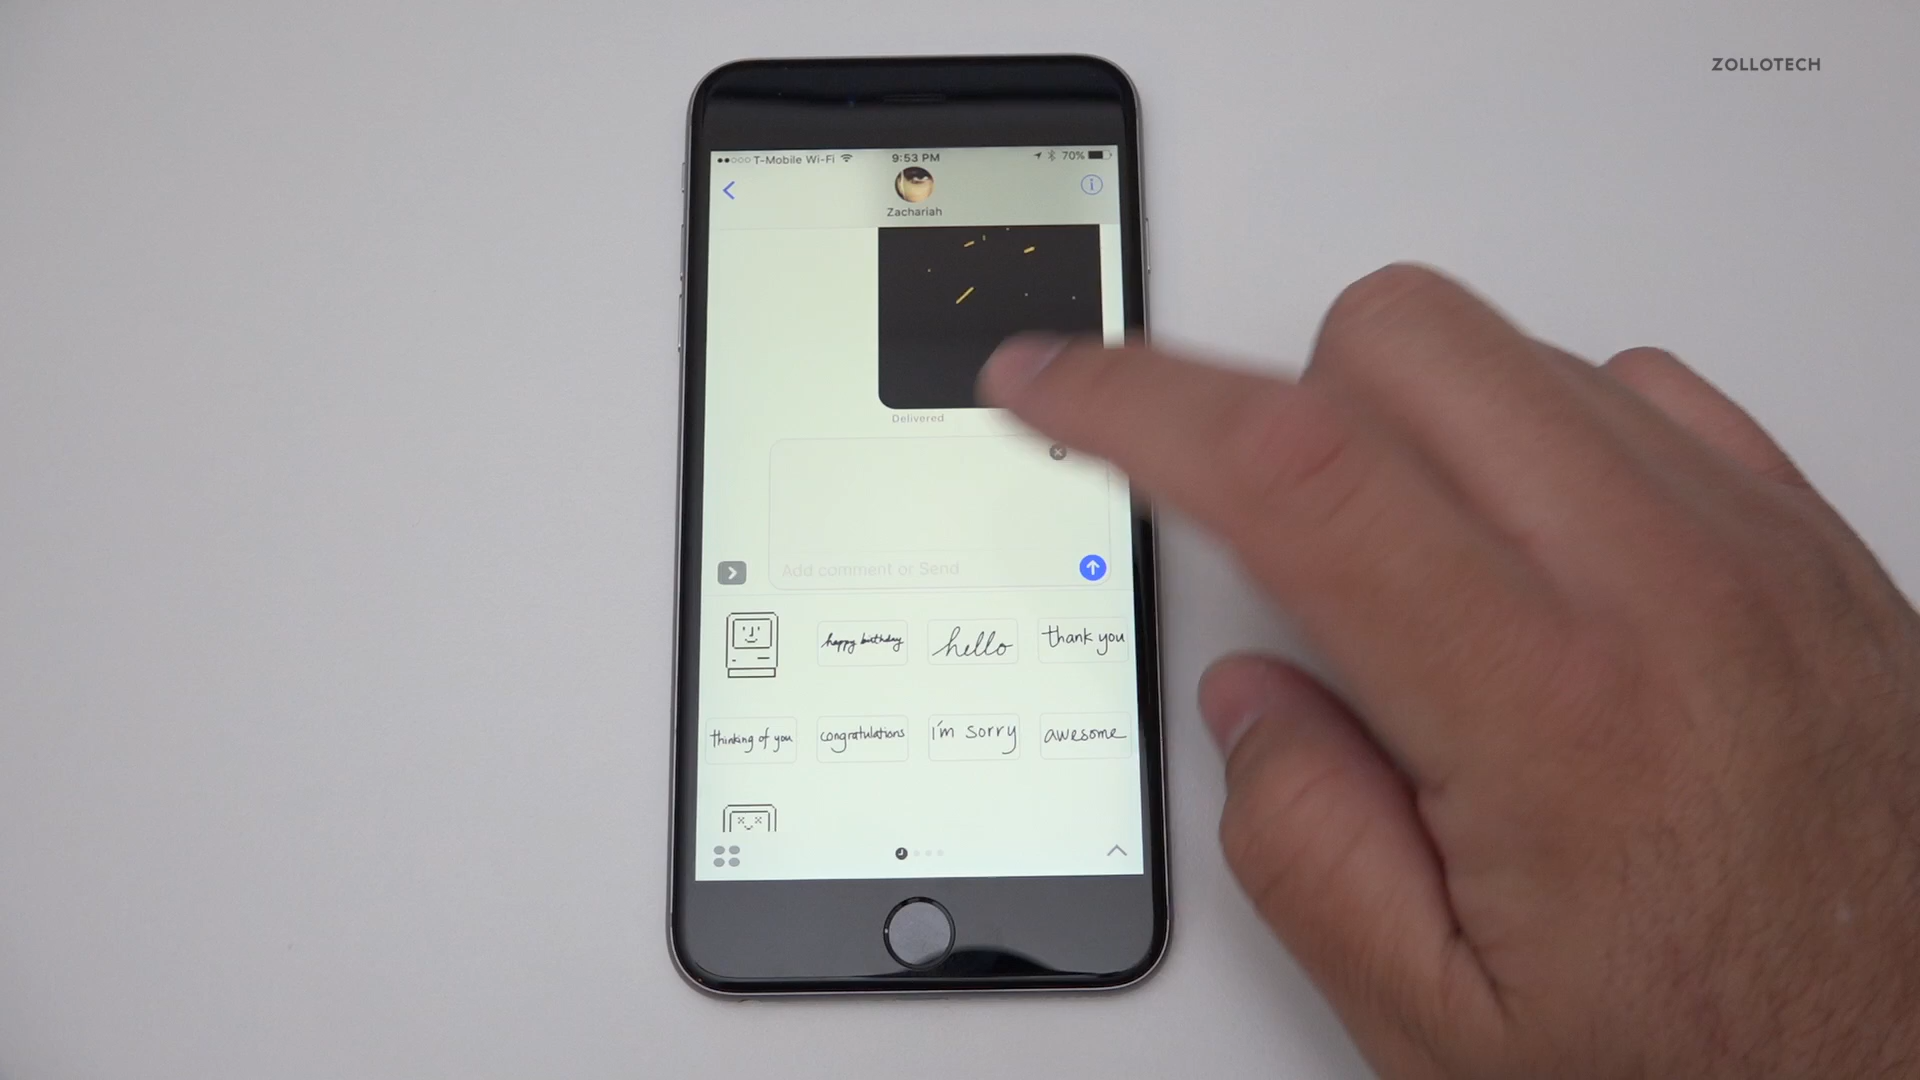 ZOLLOTECH
T-Mobile Wi-Fi 9:53 PM 70%
Zachariah
Delivered
Add comment or Send
happy birthday hello thank you
thinking of you congratulations i'm sorry awesome